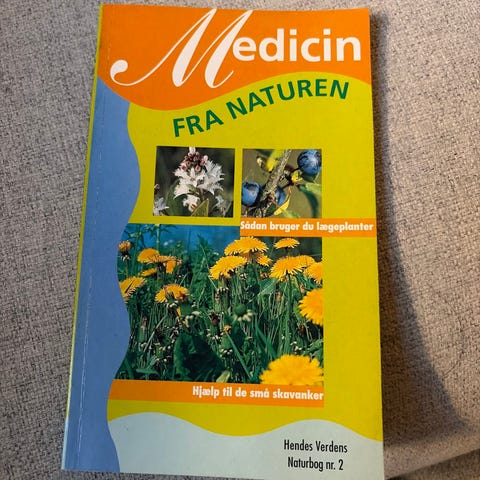 Medicin
FRA NATUREN
Sådan bruger du lægeplanter
Hjælp til de små skavanker
Hendes Verdens
Naturbog nr. 2